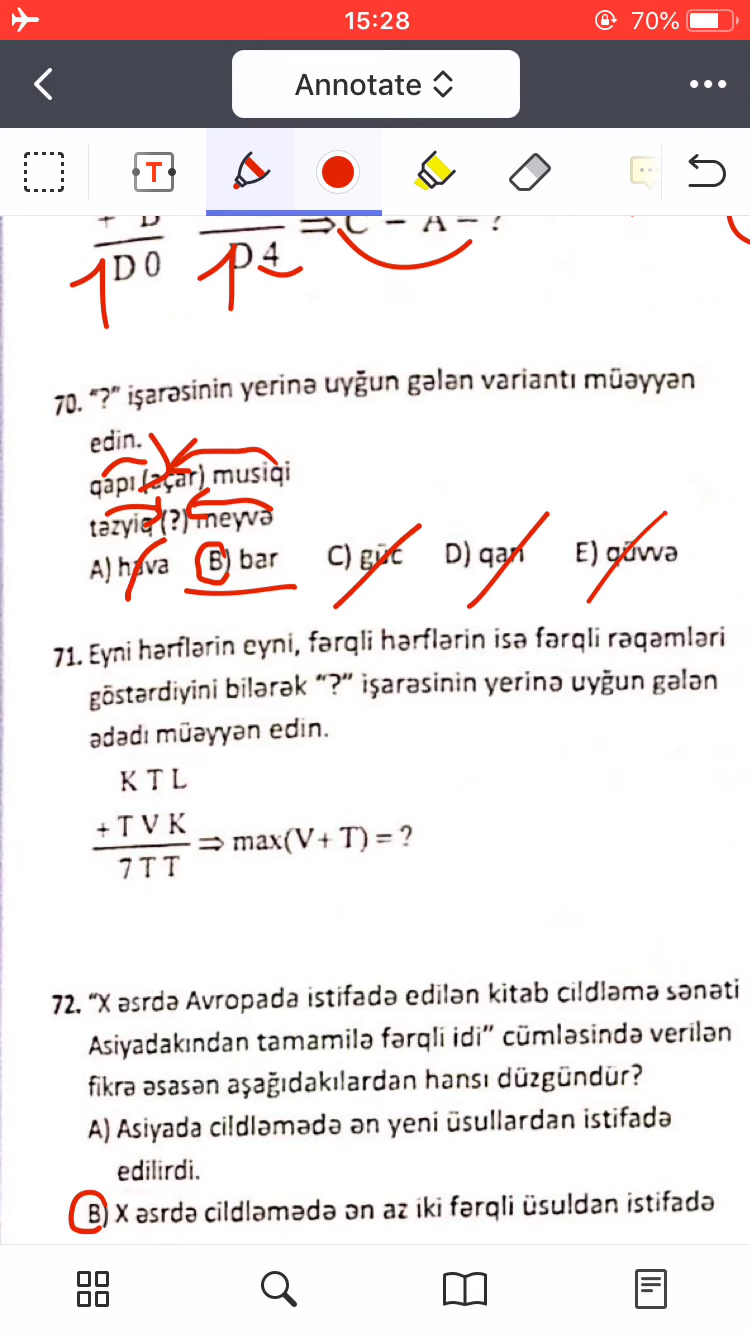 15:28
70%
Annotate
T
+ D
D 0
D 4
⇒ C − A − ?
70. "?" işarəsinin yerinə uyğun gələn variantı müəyyən
edin.
qapı (açar) musiqi
təzyiq (?) meyvə
A) hava B) bar C) güc D) qan E) qüvvə
71. Eyni hərflərin eyni, fərqli hərflərin isə fərqli rəqəmləri
göstərdiyini bilərək "?" işarəsinin yerinə uyğun gələn
ədədi müəyyən edin.
K T L
+ T V K
7 T T
⇒ max(V + T) = ?
72. "X əsrdə Avropada istifadə edilən kitab cildləmə sənəti
Asiyadakından tamamilə fərqli idi" cümləsində verilən
fikrə əsasən aşağıdakılardan hansı düzgündür?
A) Asiyada cildləmədə ən yeni üsullardan istifadə
edilirdi.
B) X əsrdə cildləmədə ən az iki fərqli üsuldan istifadə